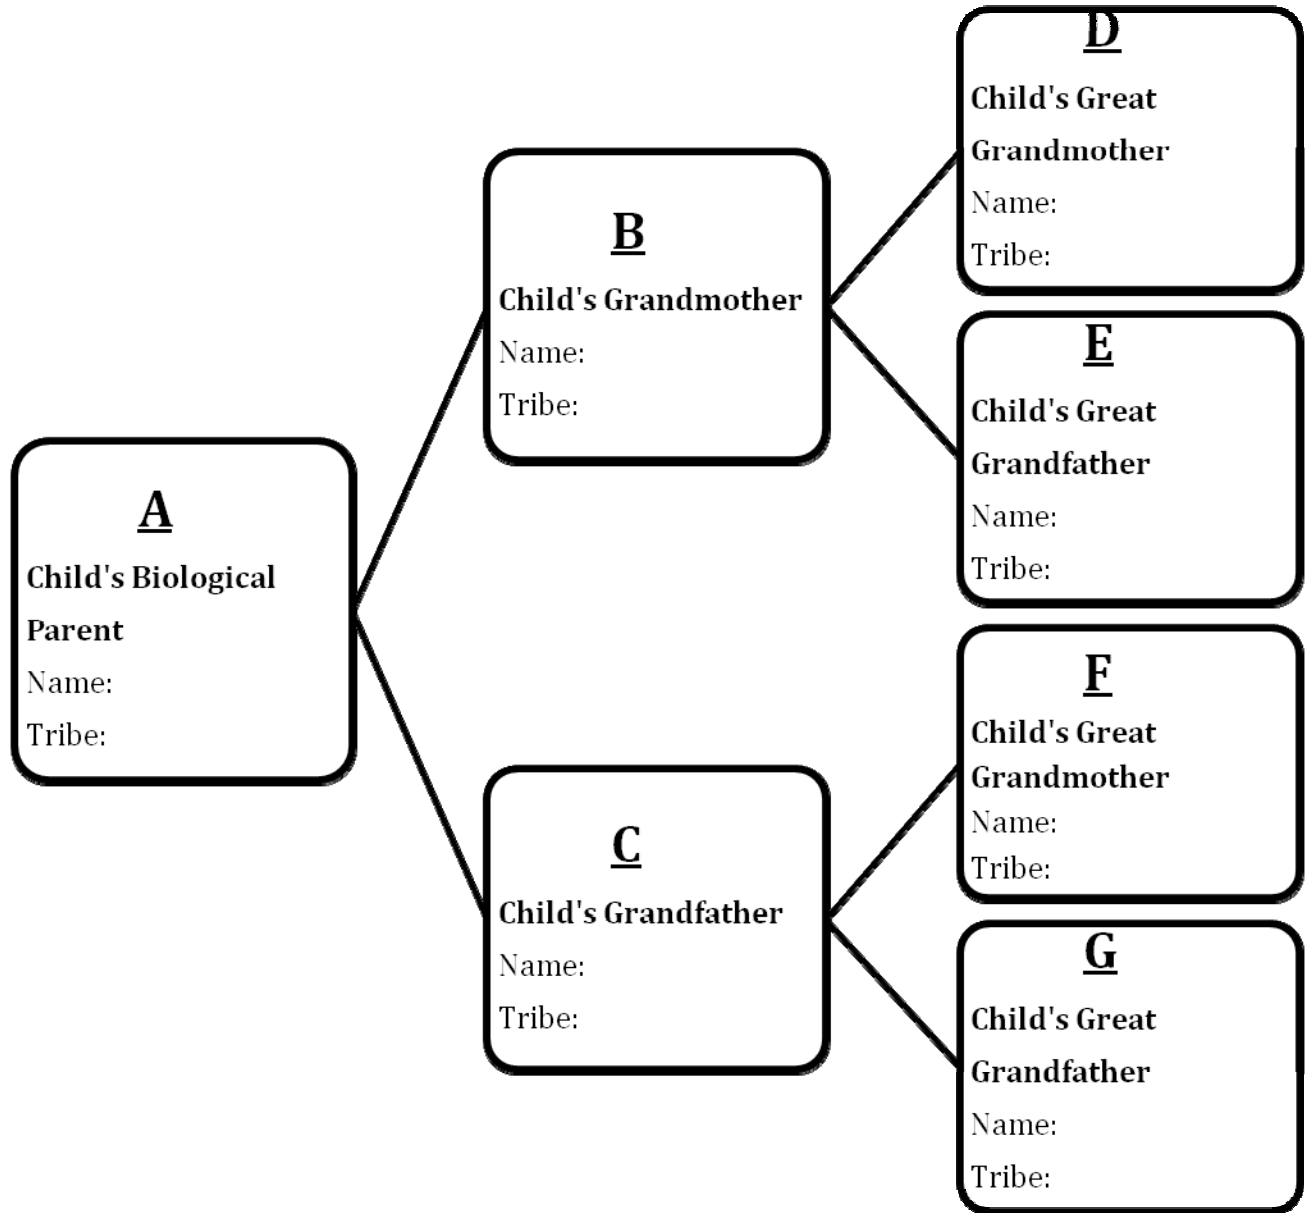 D
Child's Great
Grandmother
Name:
Tribe:
B
Child's Grandmother
Name:
Tribe:
E
Child's Great
Grandfather
Name:
Tribe:
A
Child's Biological
Parent
Name:
Tribe:
F
Child's Great
Grandmother
Name:
Tribe:
C
Child's Grandfather
Name:
Tribe:
G
Child's Great
Grandfather
Name:
Tribe: